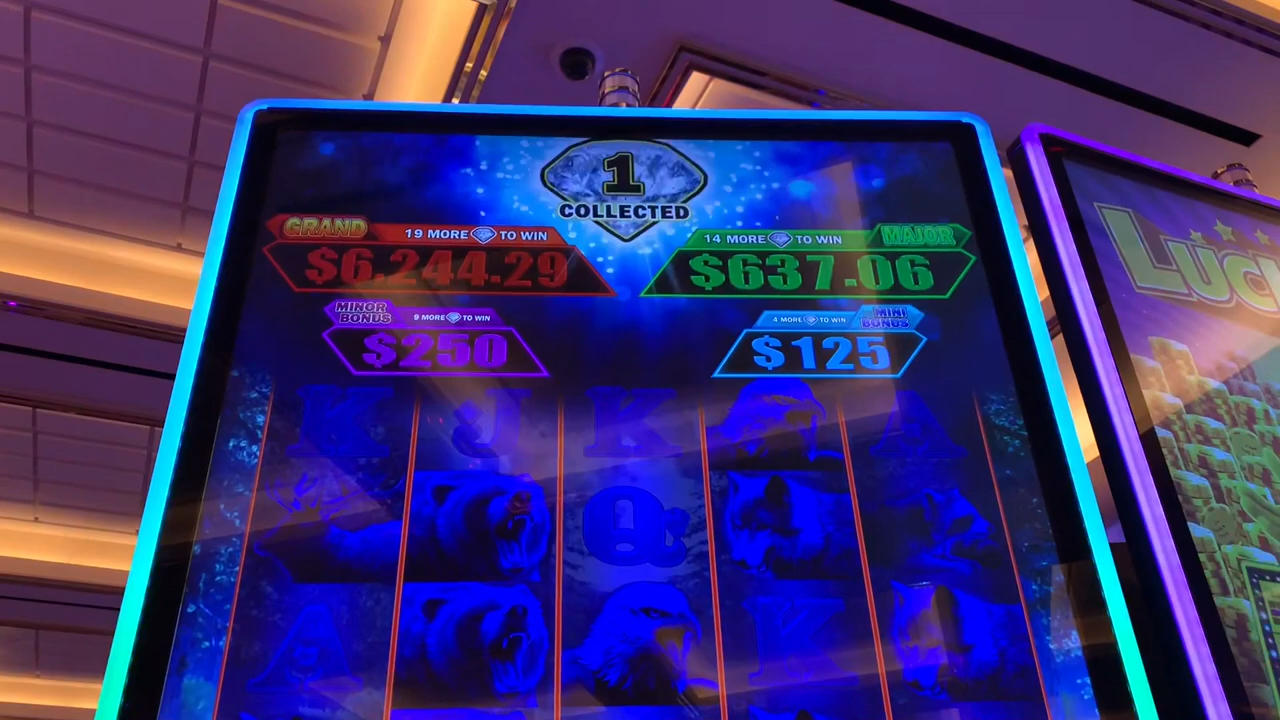 1
COLLECTED
GRAND
19 MORE TO WIN
$6,244.29
14 MORE TO WIN
MAJOR
$637.06
MINOR
BONUS
9 MORE TO WIN
$250
4 MORE TO WIN
MINI
BONUS
$125
K J K A
Q
A K